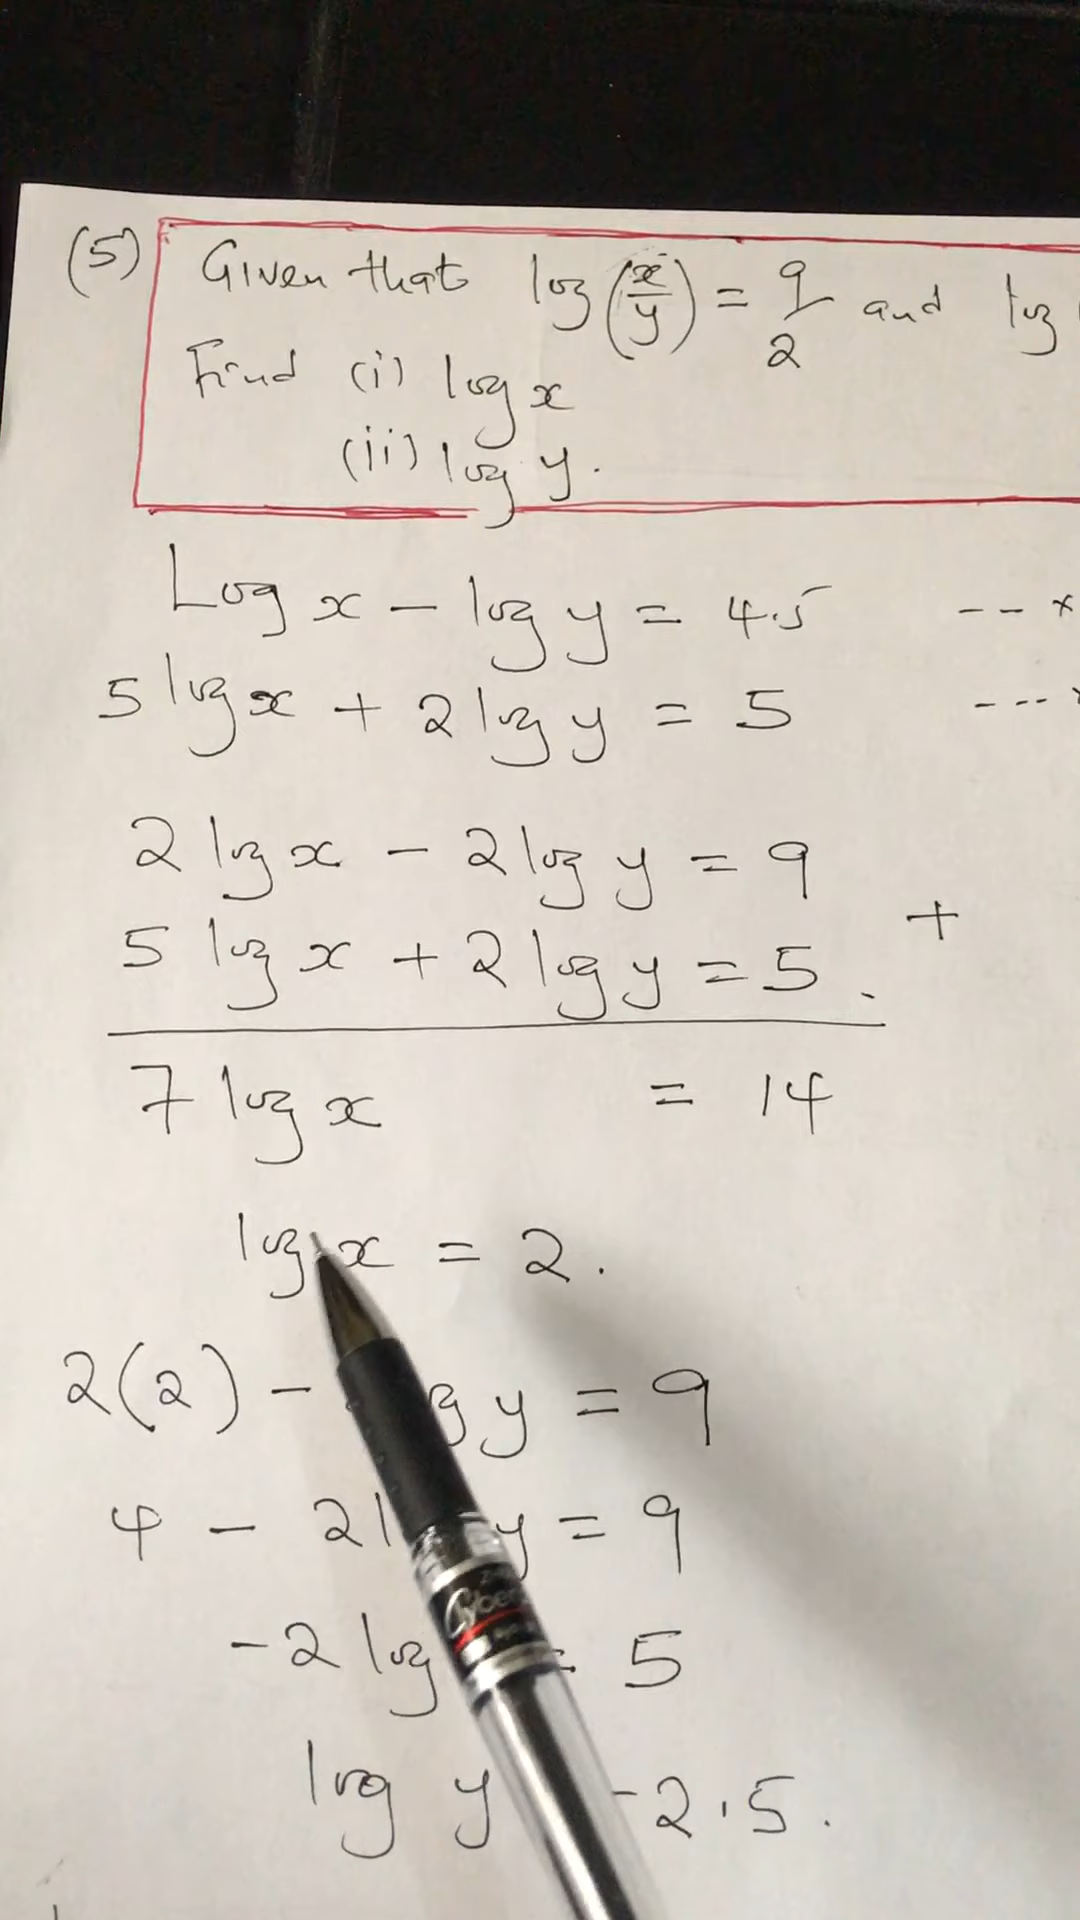 (5) Given that log(x/y) = 9/2 and log
Find (i) log x
(ii) log y.
Log x - log y = 4.5 --*
5 log x + 2 log y = 5 ---
2 log x - 2 log y = 9
+
5 log x + 2 log y = 5.
7 log x = 14
log x = 2.
2(2) - g y = 9
4 - 2l y = 9
-2 log = 5
log y -2.5.